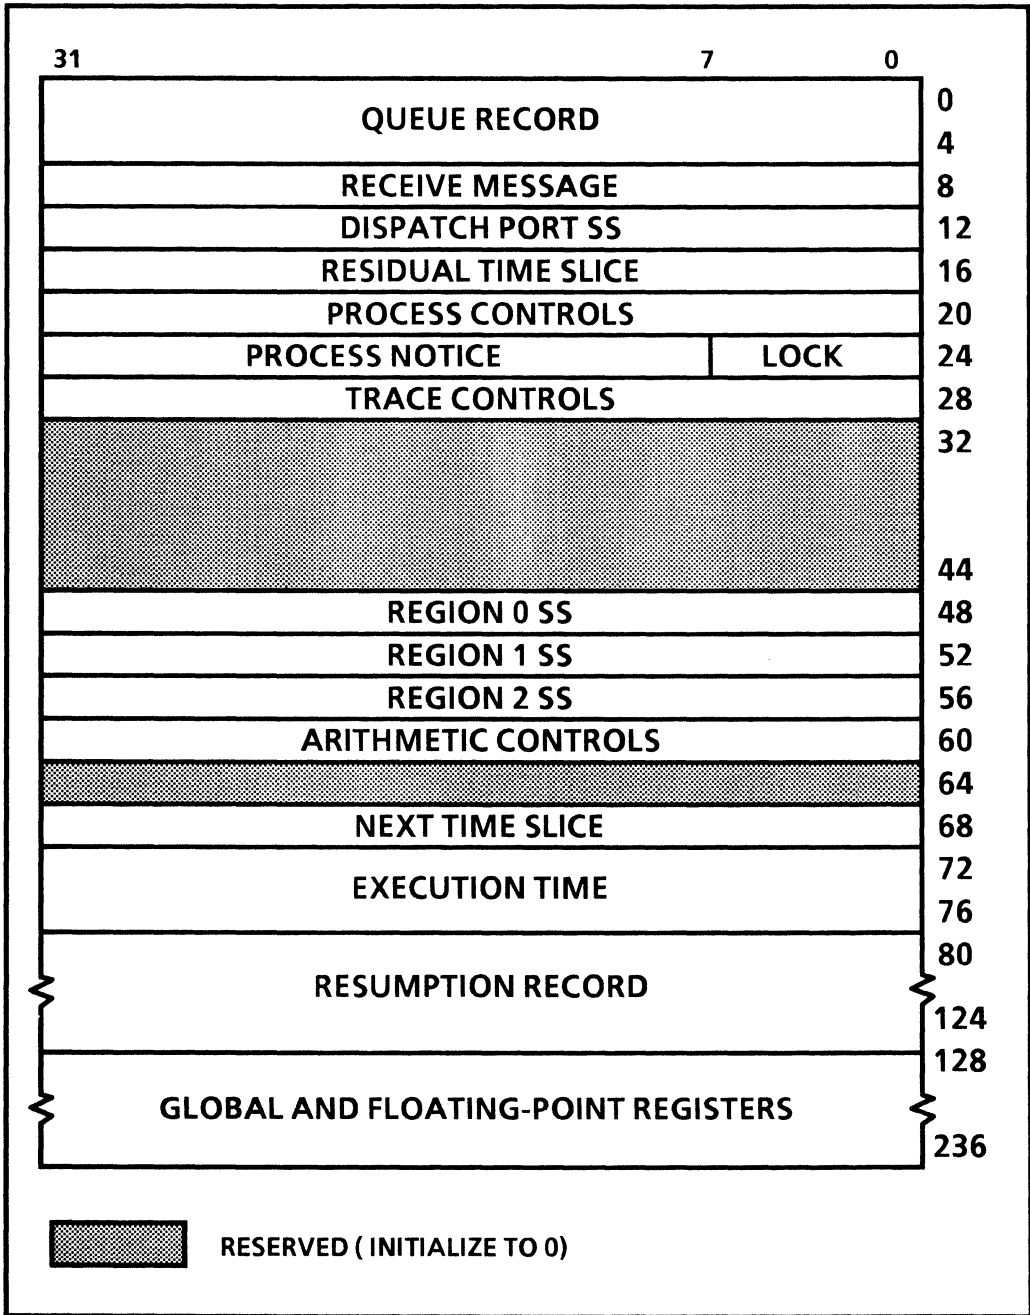 31 7 0
QUEUE RECORD 0
4
RECEIVE MESSAGE 8
DISPATCH PORT SS 12
RESIDUAL TIME SLICE 16
PROCESS CONTROLS 20
PROCESS NOTICE LOCK 24
TRACE CONTROLS 28
32
44
REGION 0 SS 48
REGION 1 SS 52
REGION 2 SS 56
ARITHMETIC CONTROLS 60
64
NEXT TIME SLICE 68
EXECUTION TIME 72
76
80
RESUMPTION RECORD
124
128
GLOBAL AND FLOATING-POINT REGISTERS
236
RESERVED ( INITIALIZE TO 0)